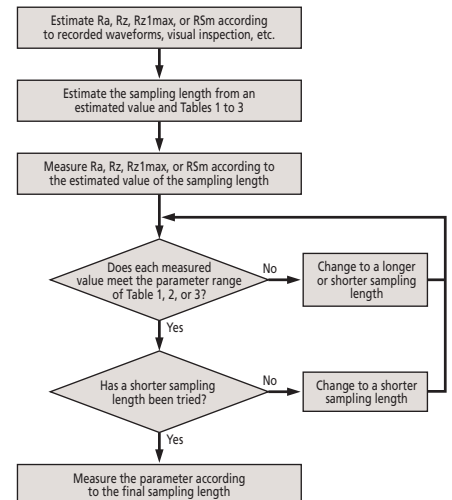 Estimate Ra, Rz, Rz1max, or RSm according
to recorded waveforms, visual inspection, etc.
Estimate the sampling length from an
estimated value and Tables 1 to 3
Measure Ra, Rz, Rz1max, or RSm according to
the estimated value of the sampling length
Does each measured
value meet the parameter range
of Table 1, 2, or 3?
No
Change to a longer
or shorter sampling
length
Yes
Has a shorter sampling
length been tried?
No
Change to a shorter
sampling length
Yes
Measure the parameter according
to the final sampling length